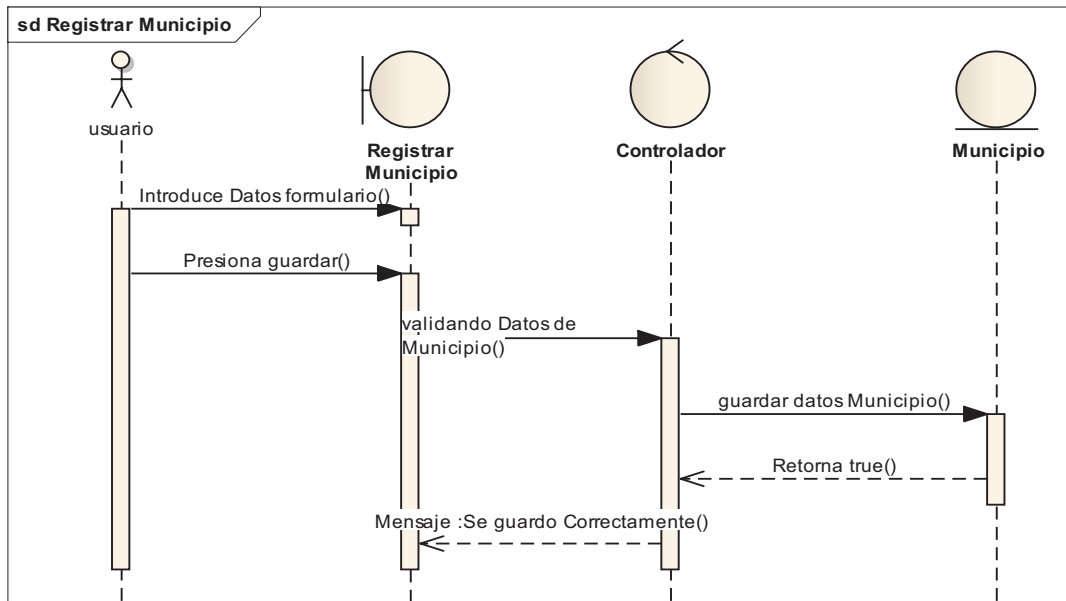 sd Registrar Municipio
usuario
Registrar
Municipio
Controlador
Municipio
Introduce Datos formulario()
Presiona guardar()
validando Datos de
Municipio()
guardar datos Municipio()
Retorna true()
Mensaje :Se guardo Correctamente()